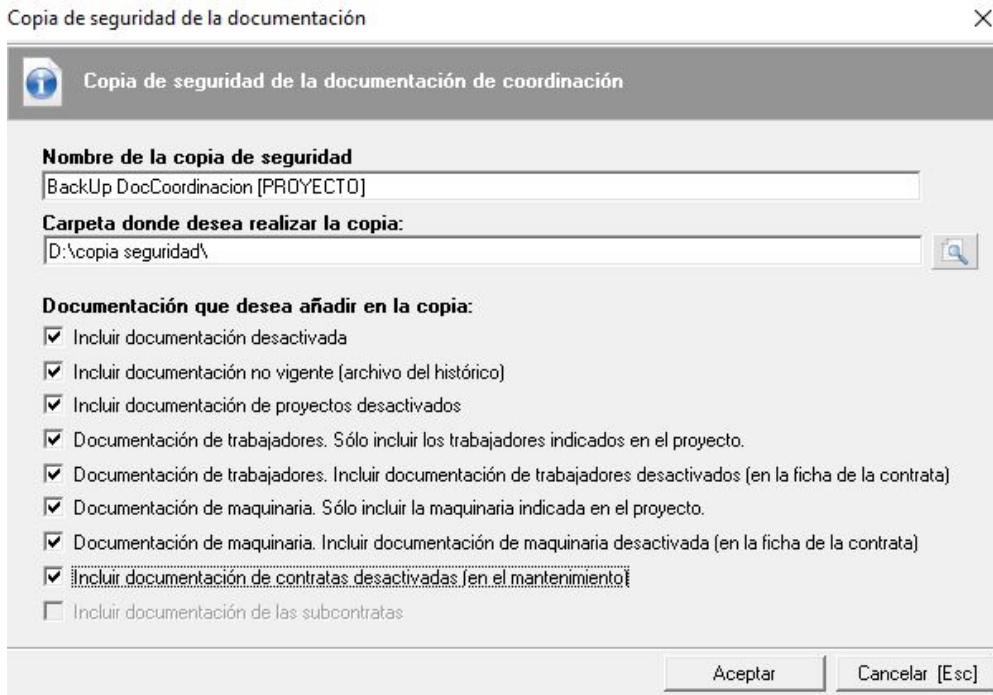 Copia de seguridad de la documentación
Copia de seguridad de la documentación de coordinación
Nombre de la copia de seguridad
BackUp DocCoordinacion [PROYECTO]
Carpeta donde desea realizar la copia:
D:\copia seguridad\
Documentación que desea añadir en la copia:
Incluir documentación desactivada
Incluir documentación no vigente (archivo del histórico)
Incluir documentación de proyectos desactivados
Documentación de trabajadores. Sólo incluir los trabajadores indicados en el proyecto.
Documentación de trabajadores. Incluir documentación de trabajadores desactivados (en la ficha de la contrata)
Documentación de maquinaria. Sólo incluir la maquinaria indicada en el proyecto.
Documentación de maquinaria. Incluir documentación de maquinaria desactivada (en la ficha de la contrata)
Incluir documentación de contratas desactivadas (en el mantenimiento)
Incluir documentación de las subcontratas
Aceptar Cancelar [Esc]